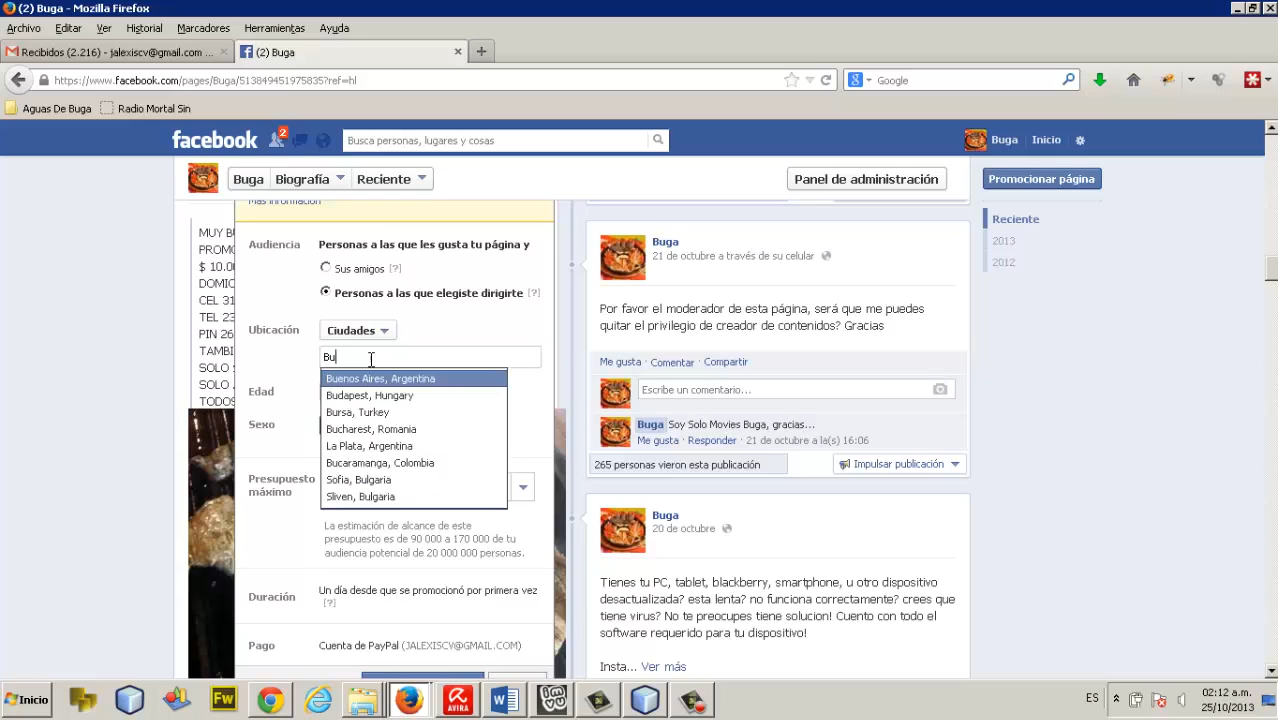 (2) Buga - Mozilla Firefox
Archivo Editar Ver Historial Marcadores Herramientas Ayuda
Recibidos (2.216) - jalexiscv@gmail.com ...
(2) Buga
https://www.facebook.com/pages/Buga/513849451975835?ref=hl
Google
Aguas De Buga Radio Mortal Sin
facebook
2
Busca personas, lugares y cosas
Buga Inicio
Buga Biografía Reciente
Panel de administración
Promocionar página
Reciente
2013
2012
Más información
MUY BU
PROMO
$ 10.00
DOMIC
CEL 31
TEL 23
PIN 26
TAMBI
SOLO S
SOLO
TODOS
Audiencia
Personas a las que les gusta tu página y
Sus amigos [?]
Personas a las que elegiste dirigirte [?]
Ubicación
Ciudades
Bu
Buenos Aires, Argentina
Budapest, Hungary
Bursa, Turkey
Bucharest, Romania
La Plata, Argentina
Bucaramanga, Colombia
Sofia, Bulgaria
Sliven, Bulgaria
Edad
Sexo
Presupuesto
máximo
La estimación de alcance de este
presupuesto es de 90 000 a 170 000 de tu
audiencia potencial de 20 000 000 personas.
Duración
Un día desde que se promocionó por primera vez
[?]
Pago
Cuenta de PayPal (JALEXISCV@GMAIL.COM)
Buga
21 de octubre a través de su celular
Por favor el moderador de esta página, será que me puedes
quitar el privilegio de creador de contenidos? Gracias
Me gusta · Comentar · Compartir
Escribe un comentario...
Buga Soy Solo Movies Buga, gracias...
Me gusta · Responder · 21 de octubre a la(s) 16:06
265 personas vieron esta publicación
Impulsar publicación
Buga
20 de octubre
Tienes tu PC, tablet, blackberry, smartphone, u otro dispositivo
desactualizada? esta lenta? no funciona correctamente? crees que
tiene virus? No te preocupes tiene solucion! Cuento con todo el
software requerido para tu dispositivo!
Insta... Ver más
Inicio
Fw
AVIRA
IMVU
ES
02:12 a.m.
25/10/2013